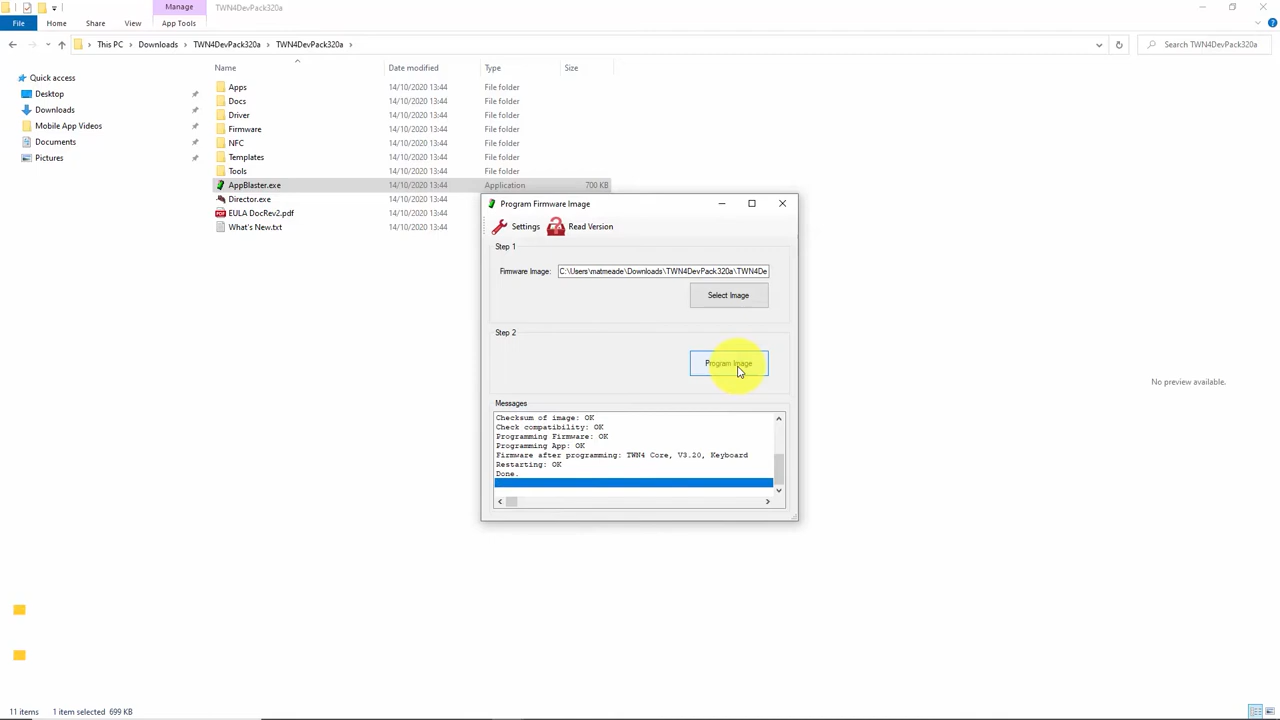 Manage
TWN4DevPack320a
File
Home
Share
View
App Tools
This PC
Downloads
TWN4DevPack320a
TWN4DevPack320a
Search TWN4DevPack320a
Quick access
Desktop
Downloads
Mobile App Videos
Documents
Pictures
Name Date modified Type Size
Apps 14/10/2020 13:44 File folder
Docs 14/10/2020 13:44 File folder
Driver 14/10/2020 13:44 File folder
Firmware 14/10/2020 13:44 File folder
NFC 14/10/2020 13:44 File folder
Templates 14/10/2020 13:44 File folder
Tools 14/10/2020 13:44 File folder
AppBlaster.exe 14/10/2020 13:44 Application 700 KB
Director.exe 14/10/2020 13:44
EULA DocRev2.pdf 14/10/2020 13:44
What's New.txt 14/10/2020 13:44
Program Firmware Image
Settings
Read Version
Step 1
Firmware Image: C:\Users\matmeade\Downloads\TWN4DevPack320a\TWN4De
Select Image
Step 2
Program Image
Messages
Checksum of image: OK
Check compatibility: OK
Programming Firmware: OK
Programming App: OK
Firmware after programming: TWN4 Core, V3.20, Keyboard
Restarting: OK
Done.
No preview available.
11 items 1 item selected 699 KB